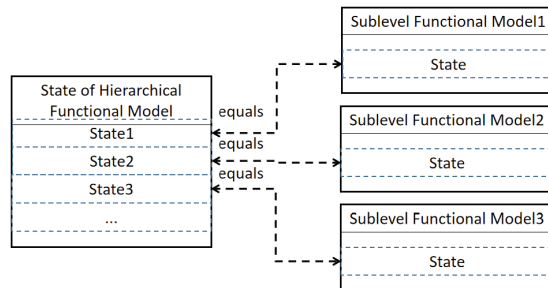 State of Hierarchical
Functional Model
State1
State2
State3
...
equals
equals
equals
Sublevel Functional Model1
State
Sublevel Functional Model2
State
Sublevel Functional Model3
State